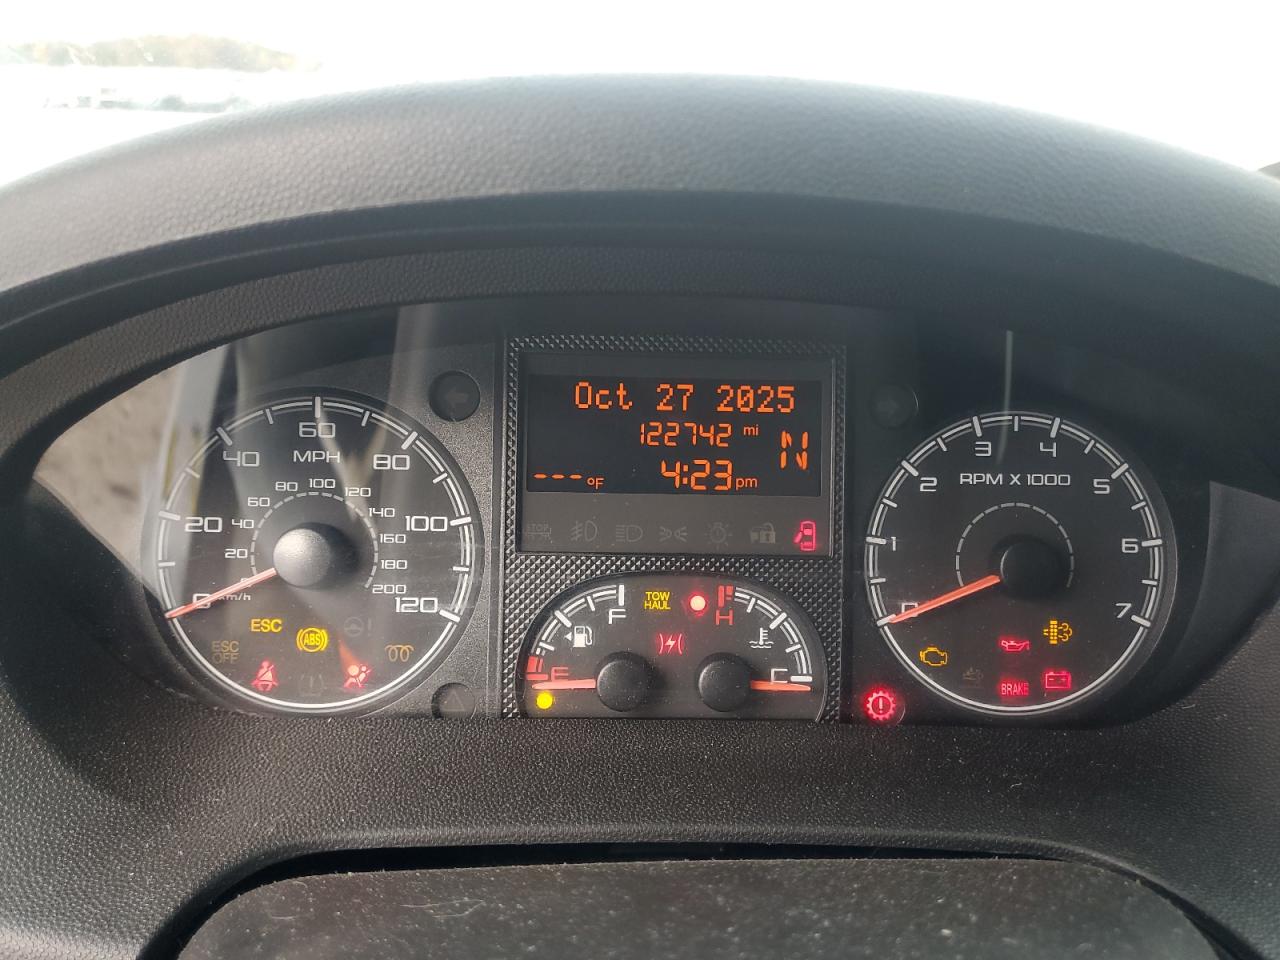 Oct 27 2025
122742 mi
N
---°F 4:23pm
60
40 MPH 80
80 100 120
60 140
20 40 160 100
20 180
0 km/h 200 120
ESC
ABS
ESC
OFF
F
TOW
HAUL
H
E
C
3 4
2 RPM X 1000 5
1 6
0 7
BRAKE